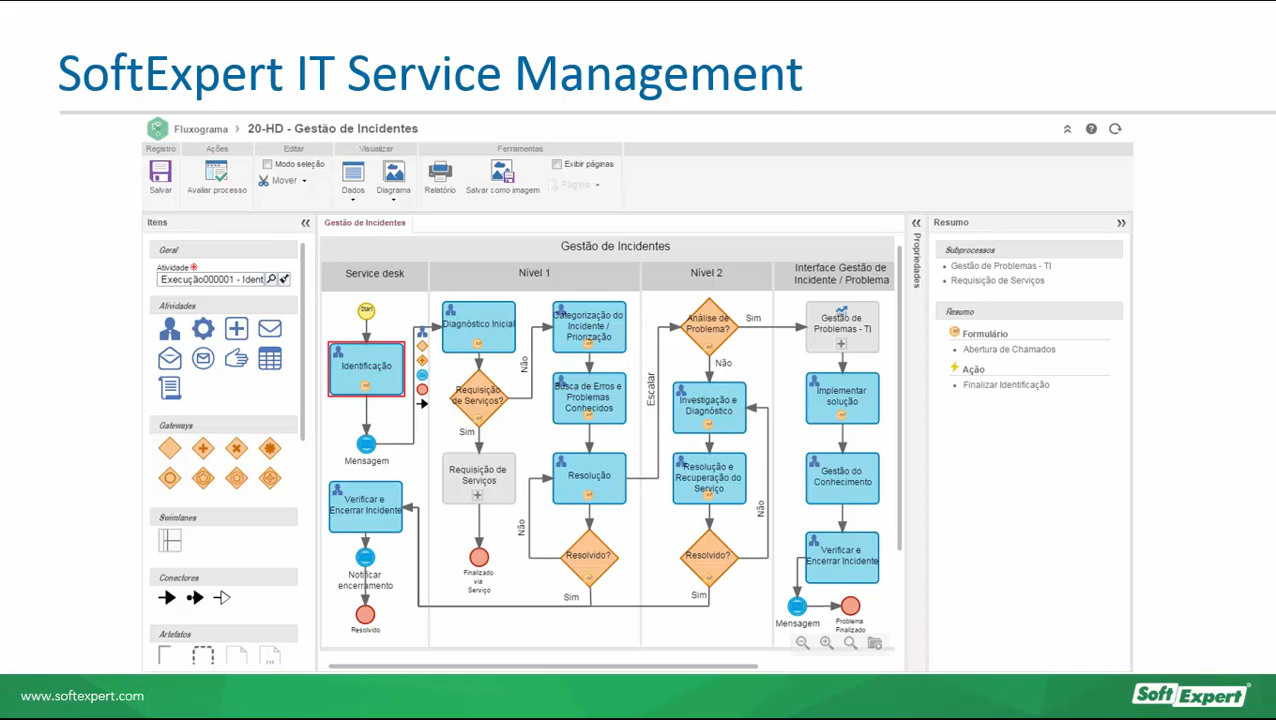 SoftExpert IT Service Management
Fluxograma > 20-HD - Gestão de Incidentes
Registro
Ações
Editar
Visualizar
Ferramentas
Salvar
Avaliar processo
Modo seleção
Mover
Dados
Diagrama
Relatório
Salvar como imagem
Exibir páginas
Página
Itens
Geral
Atividade
Execução000001 - Ident
Atividades
Gateways
Swimlanes
Conectores
Artefatos
Gestão de Incidentes
Gestão de Incidentes
Service desk
Nível 1
Nível 2
Interface Gestão de
Incidente / Problema
Start
Identificação
Mensagem
Verificar e
Encerrar Incidente
Notificar
encerramento
Resolvido
Diagnóstico Inicial
Requisição
de Serviços?
Não
Sim
Requisição de
Serviços
Finalizado
via
Serviço
Categorização do
Incidente /
Priorização
Busca de Erros e
Problemas
Conhecidos
Resolução
Não
Resolvido?
Sim
Escalar
Análise de
Problema?
Sim
Não
Investigação e
Diagnóstico
Resolução e
Recuperação do
Serviço
Não
Resolvido?
Sim
Gestão de
Problemas - TI
Implementar
solução
Gestão do
Conhecimento
Verificar e
Encerrar Incidente
Mensagem
Problema
Finalizado
Propriedades
Resumo
Subprocessos
Gestão de Problemas - TI
Requisição de Serviços
Resumo
Formulário
Abertura de Chamados
Ação
Finalizar Identificação
www.softexpert.com
SoftExpert®